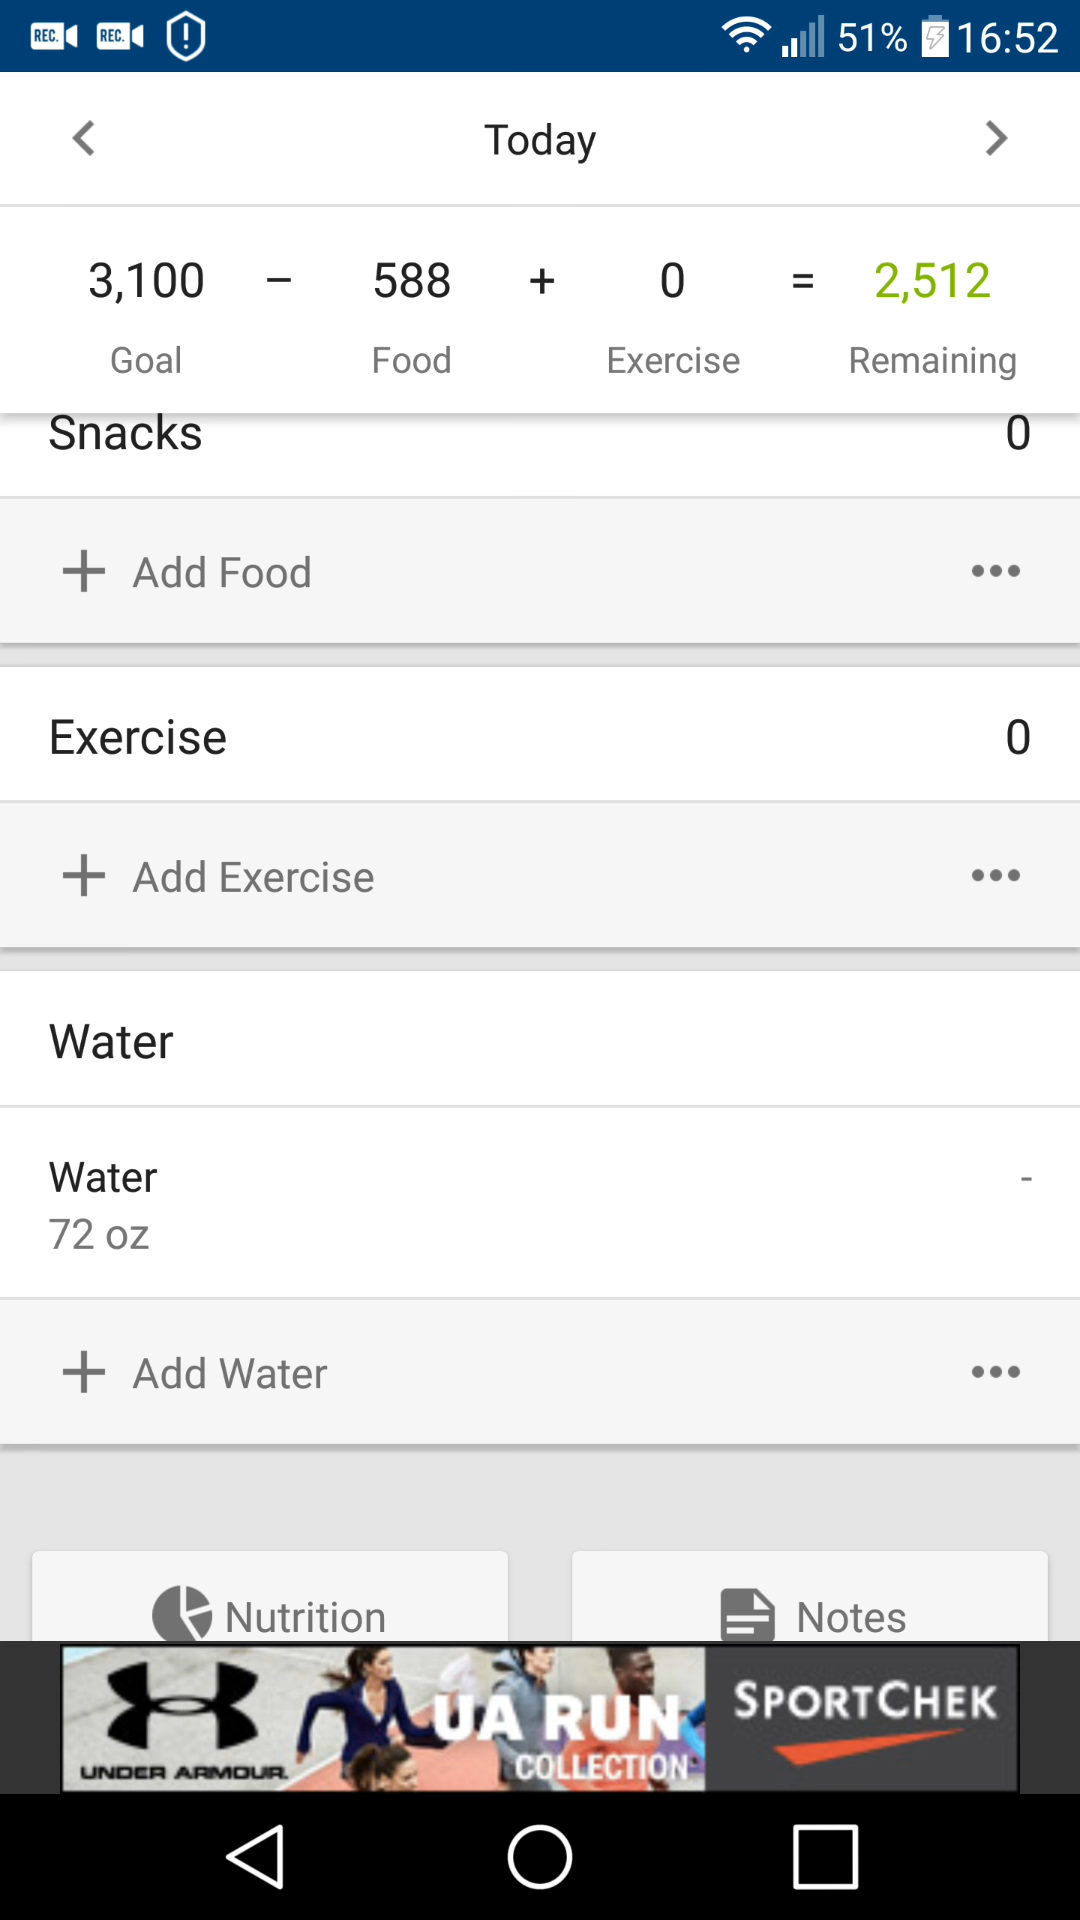 REC. REC. 51% 16:52
Today
3,100 – 588 + 0 = 2,512
Goal Food Exercise Remaining
Snacks 0
+ Add Food •••
Exercise 0
+ Add Exercise •••
Water
Water -
72 oz
+ Add Water •••
Nutrition Notes
UNDER ARMOUR.
UA RUN
COLLECTION
SPORTCHEK